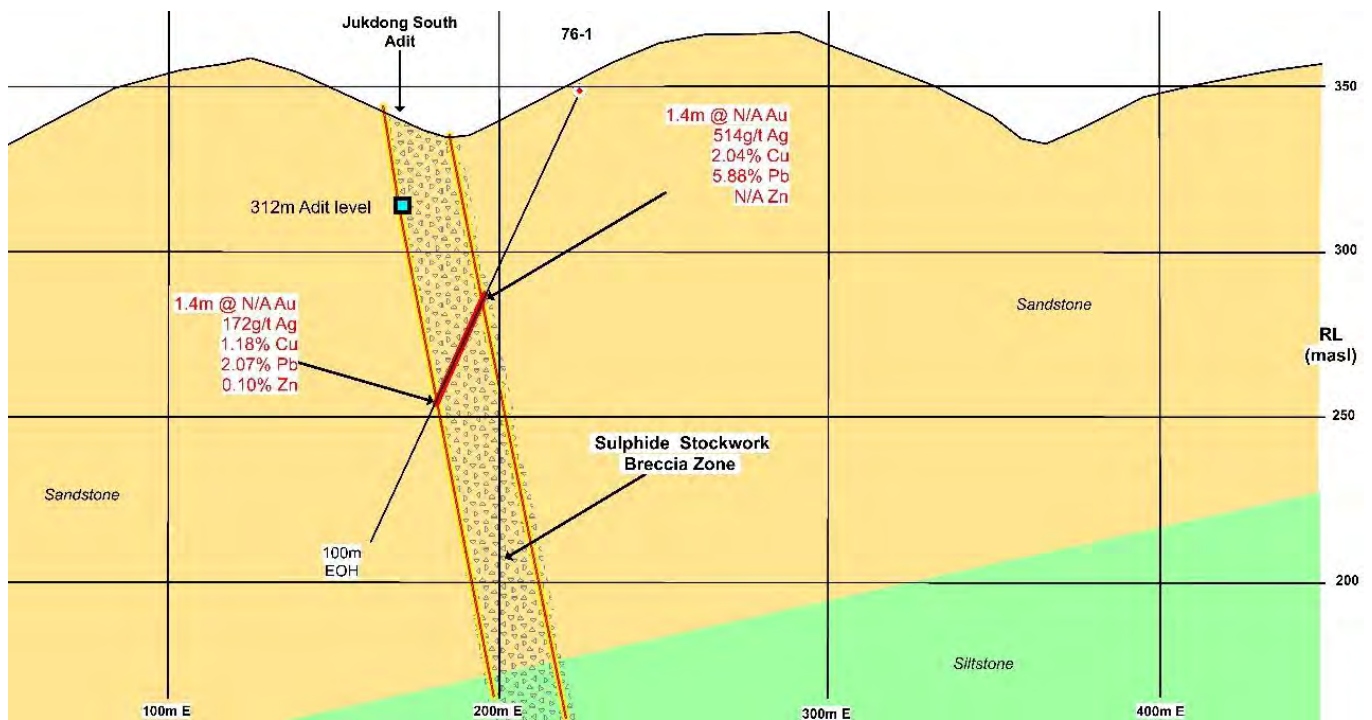 Jukdong South
Adit
76-1
350
1.4m @ N/A Au
514g/t Ag
2.04% Cu
5.88% Pb
N/A Zn
312m Adit level
300
1.4m @ N/A Au
172g/t Ag
1.18% Cu
2.07% Pb
0.10% Zn
Sandstone
RL
(masl)
250
Sulphide Stockwork
Breccia Zone
Sandstone
100m
EOH
200
Siltstone
100m E
200m E
300m E
400m E